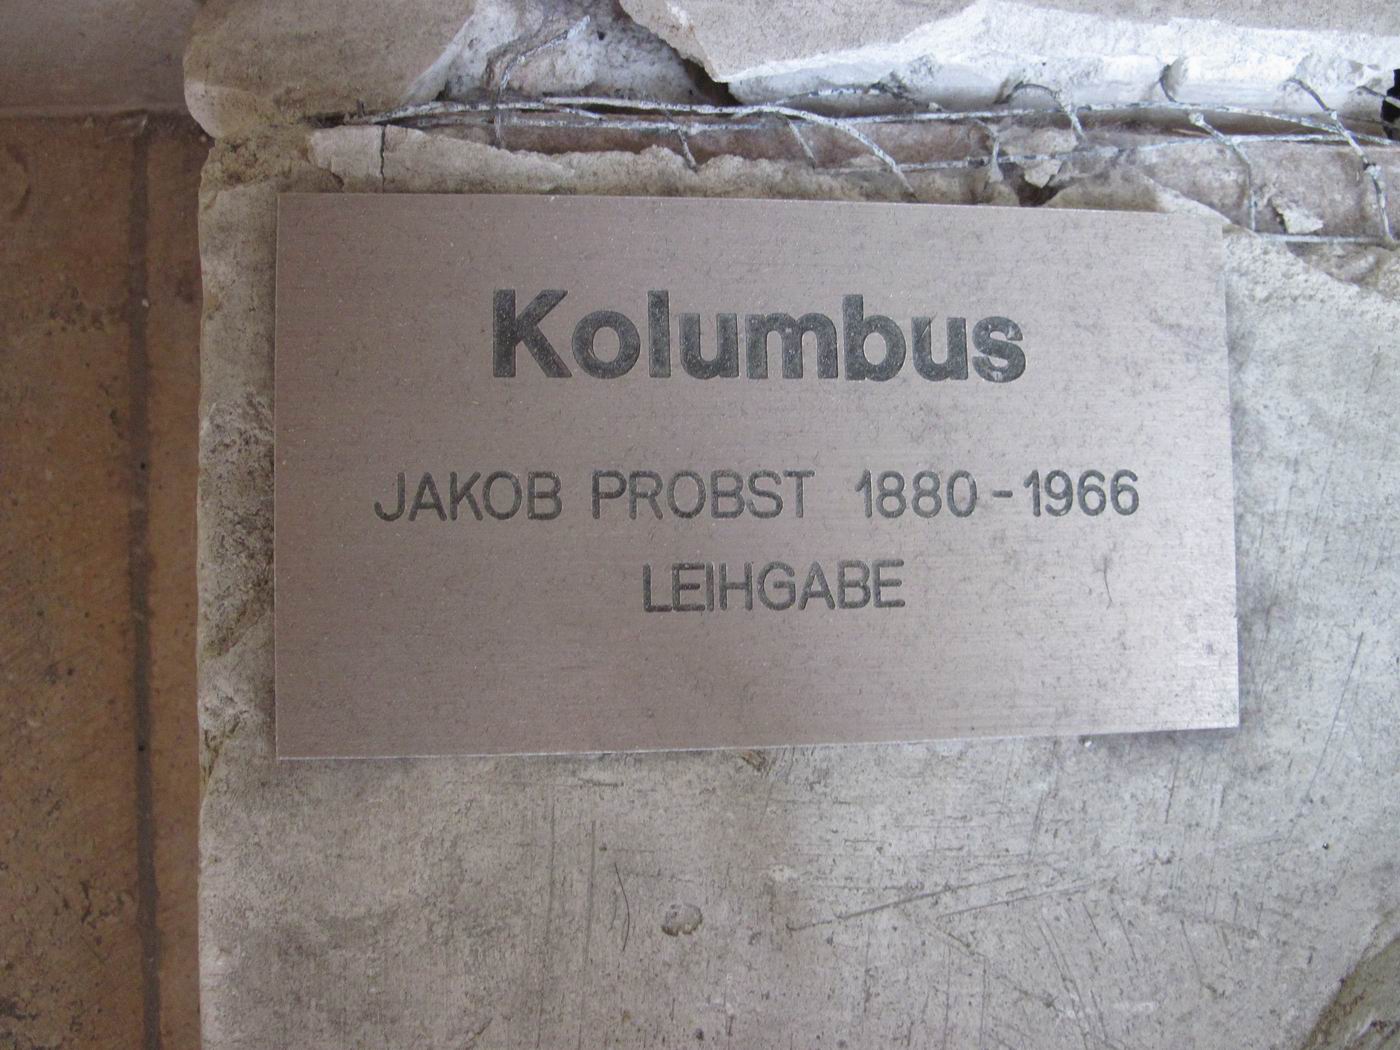 Kolumbus
JAKOB PROBST 1880-1966
LEIHGABE